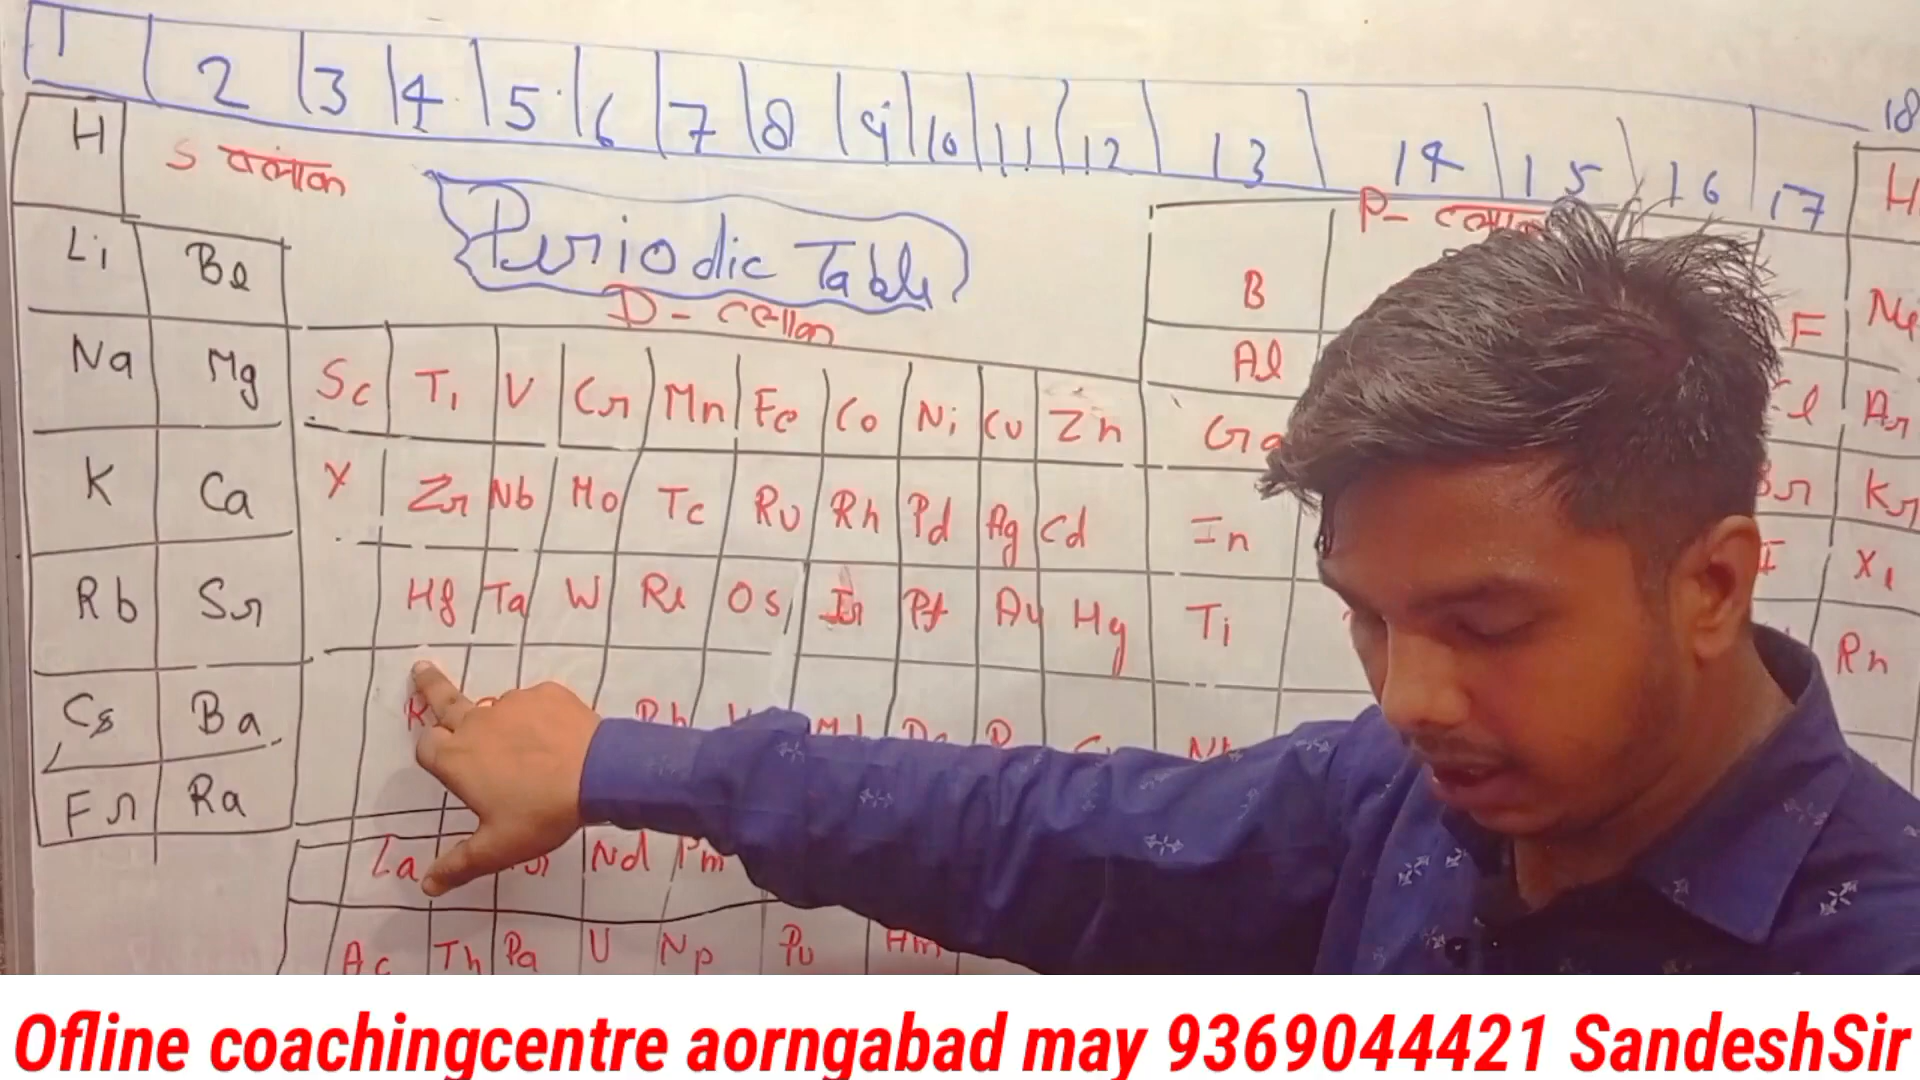 1 2 3 4 5 6 7 8 9 10 11 12 13 14 15 16 17 18
H S ब्लाक Periodic Table P- ब्लाक H
Li Be D- ब्लाक B F Ne
Na Mg Al Cl Ar
Sc Ti V Cr Mn Fe Co Ni Cu Zn Ga
K Ca Y Zr Nb Mo Tc Ru Rh Pd Ag Cd In Br Kr
Rb Sr Hf Ta W Re Os Ir Pt Au Hg Ti I Xe
Cs Ba Rn
Fr Ra
La Nd Pm
Ac Th Pa U Np Pu Am
Ofline coachingcentre aorngabad may 9369044421 SandeshSir